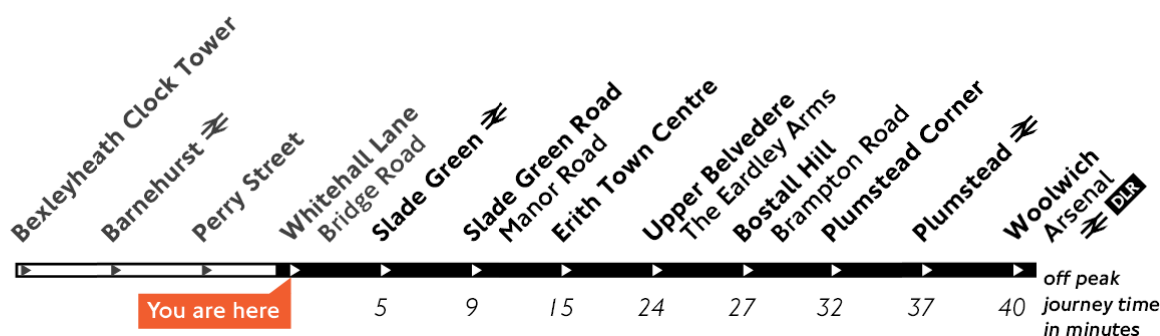 Bexleyheath Clock Tower
Barnehurst
Perry Street
Whitehall Lane
Bridge Road
Slade Green
Slade Green Road
Manor Road
Erith Town Centre
Upper Belvedere
The Eardley Arms
Bostall Hill
Brampton Road
Plumstead Corner
Plumstead
Woolwich
Arsenal
DLR
You are here
5 9 15 24 27 32 37 40
off peak
journey time
in minutes